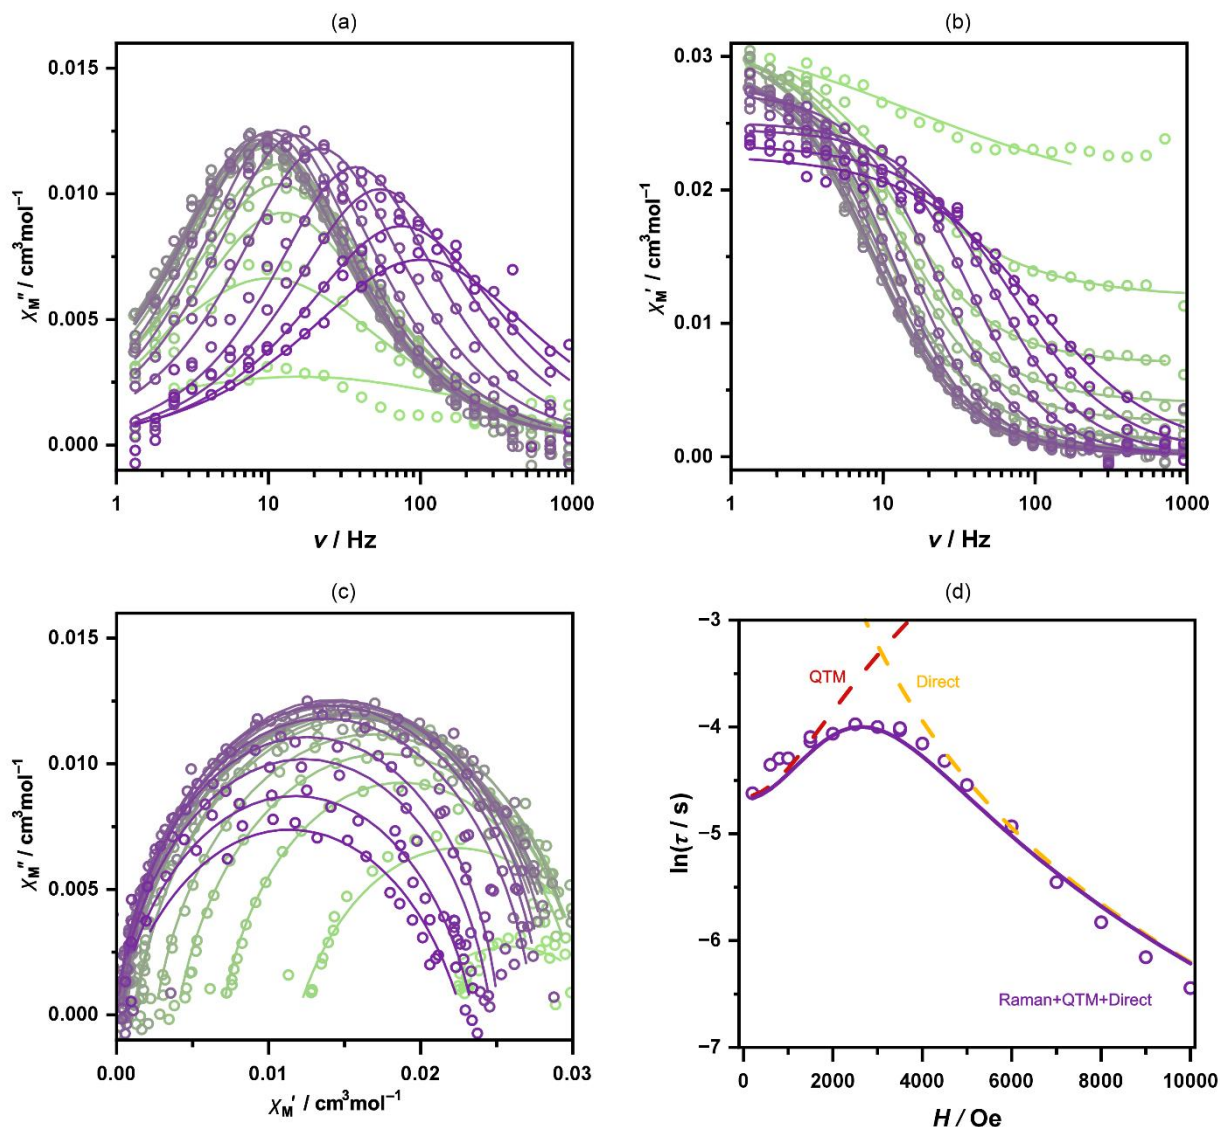 (a)
0.015
0.010
0.005
0.000
χM″ / cm³mol⁻¹
1
10
100
1000
ν / Hz
(b)
0.03
0.02
0.01
0.00
χM′ / cm³mol⁻¹
1
10
100
1000
ν / Hz
(c)
0.015
0.010
0.005
0.000
χM″ / cm³mol⁻¹
0.00
0.01
0.02
0.03
χM′ / cm³mol⁻¹
(d)
−3
−4
−5
−6
−7
ln(τ / s)
QTM
Direct
Raman+QTM+Direct
0
2000
4000
6000
8000
10000
H / Oe